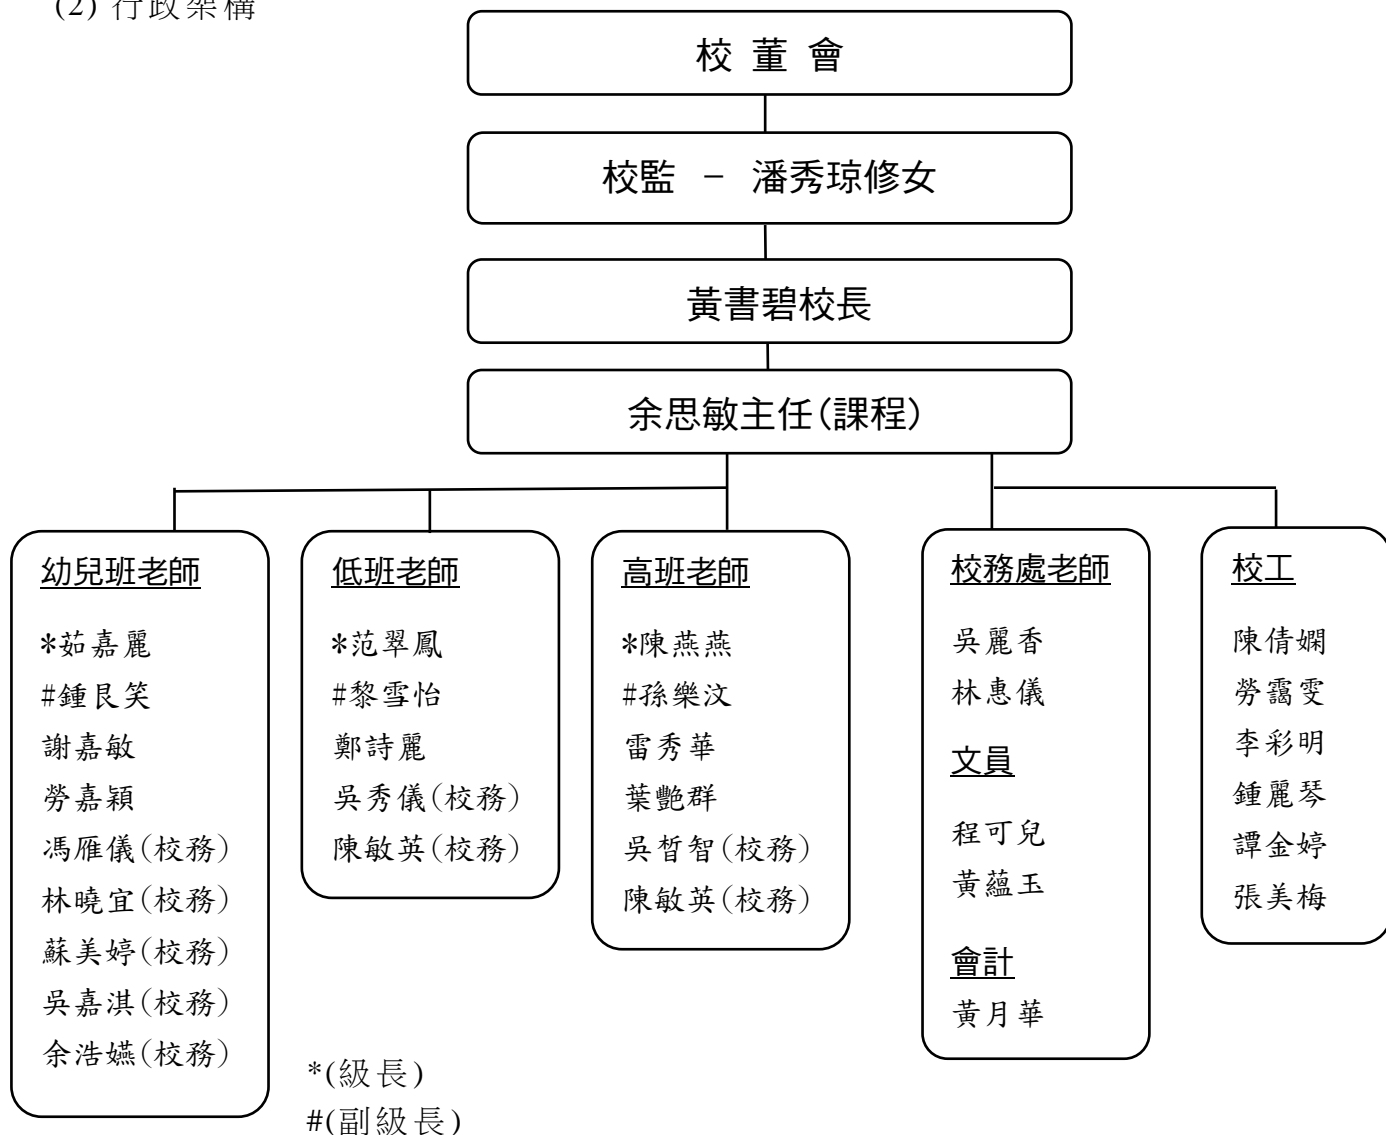 (2) 行政架構
校 董 會
校監 - 潘秀琼修女
黃書碧校長
余思敏主任(課程)
幼兒班老師
*茹嘉麗
#鍾艮笑
謝嘉敏
勞嘉穎
馮雁儀(校務)
林曉宜(校務)
蘇美婷(校務)
吳嘉淇(校務)
余浩嬿(校務)
低班老師
*范翠鳳
#黎雪怡
鄭詩麗
吳秀儀(校務)
陳敏英(校務)
高班老師
*陳燕燕
#孫樂汶
雷秀華
葉艷群
吳晳智(校務)
陳敏英(校務)
校務處老師
吳麗香
林惠儀
文員
程可兒
黃蘊玉
會計
黃月華
校工
陳倩嫻
勞靄雯
李彩明
鍾麗琴
譚金婷
張美梅
*(級長)
#(副級長)